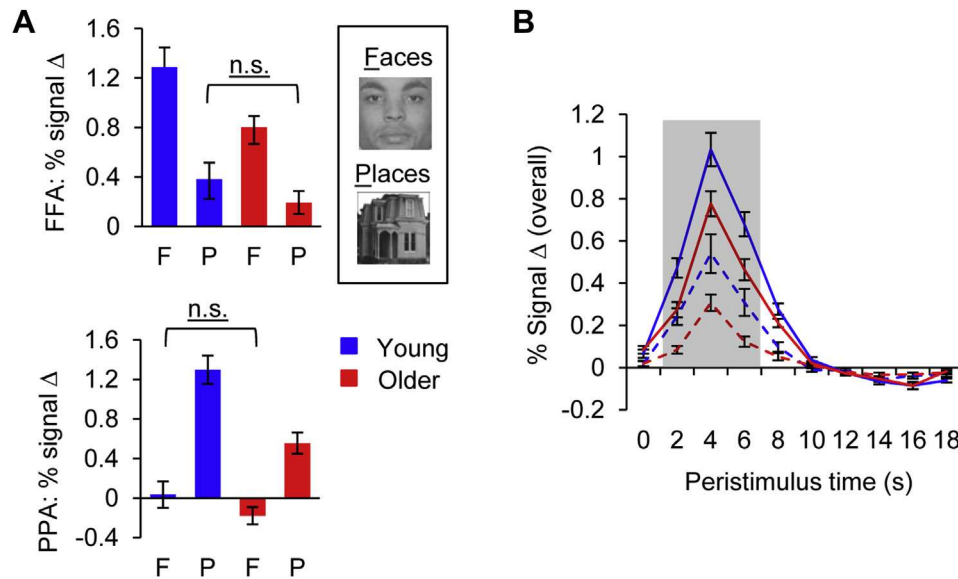 A
FFA: % signal Δ
1.6
1.2
0.8
0.4
0
n.s.
F P F P
Faces
Places
PPA: % signal Δ
1.6
1.2
0.8
0.4
0
-0.4
n.s.
F P F P
Young
Older
B
% Signal Δ (overall)
1.2
1
0.8
0.6
0.4
0.2
0
-0.2
0 2 4 6 8 10 12 14 16 18
Peristimulus time (s)